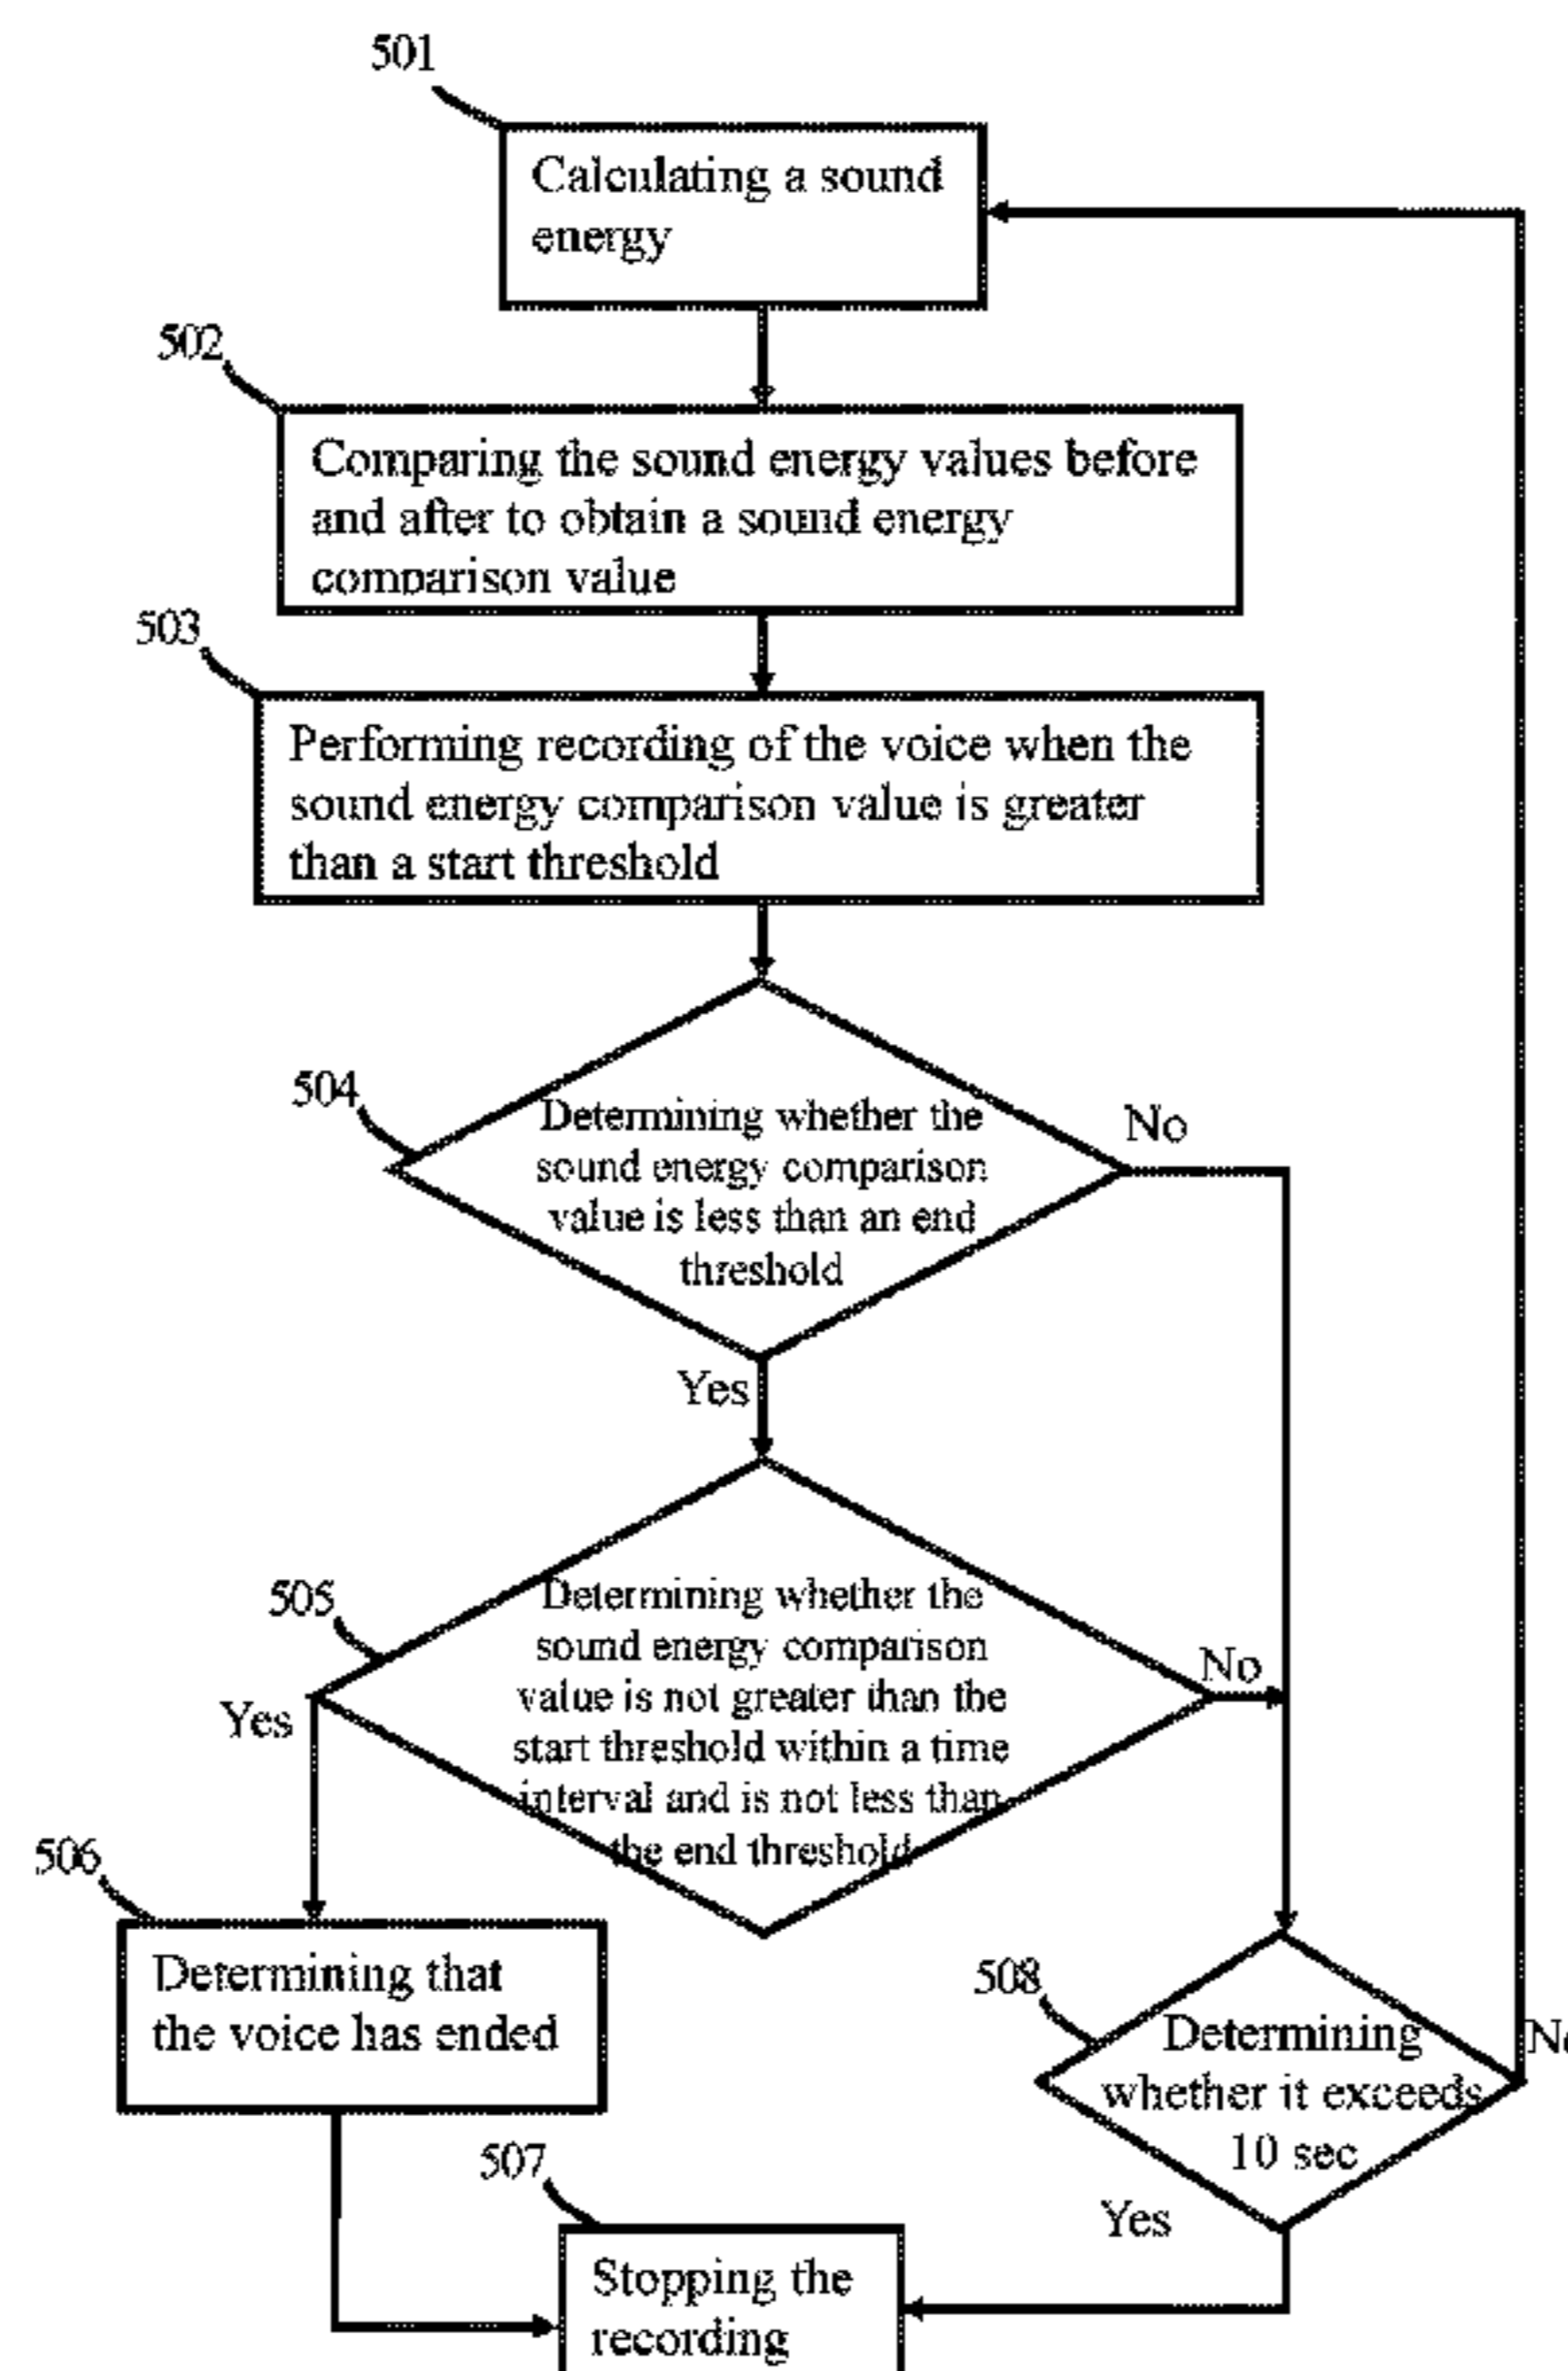 501
Calculating a sound
energy
502
Comparing the sound energy values before
and after to obtain a sound energy
comparison value
503
Performing recording of the voice when the
sound energy comparison value is greater
than a start threshold
504
Determining whether the
sound energy comparison
value is less than an end
threshold
No
Yes
505
Determining whether the
sound energy comparison
value is not greater than the
start threshold within a time
interval and is not less than
the end threshold
No
Yes
506
Determining that
the voice has ended
508
Determining
whether it exceeds
10 sec
No
Yes
507
Stopping the
recording